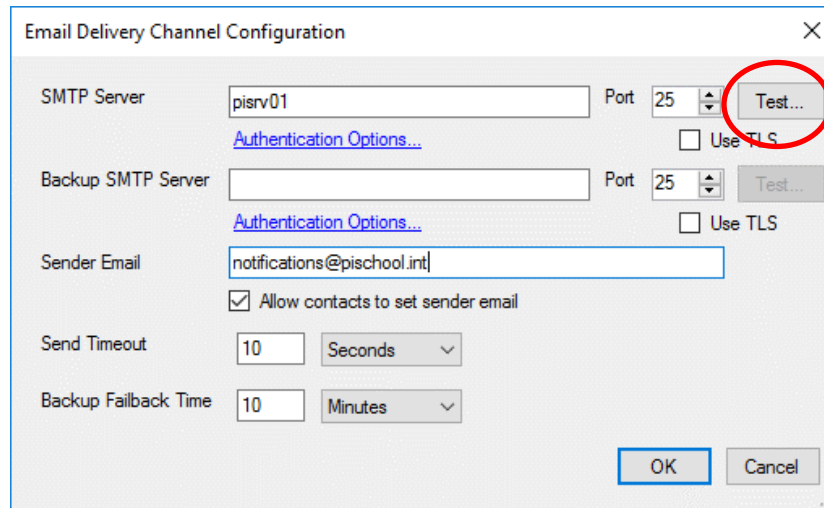 Email Delivery Channel Configuration
SMTP Server pisrv01 Port 25 Test...
Authentication Options... Use TLS
Backup SMTP Server Port 25 Test...
Authentication Options... Use TLS
Sender Email notifications@pischool.int
Allow contacts to set sender email
Send Timeout 10 Seconds
Backup Failback Time 10 Minutes
OK Cancel